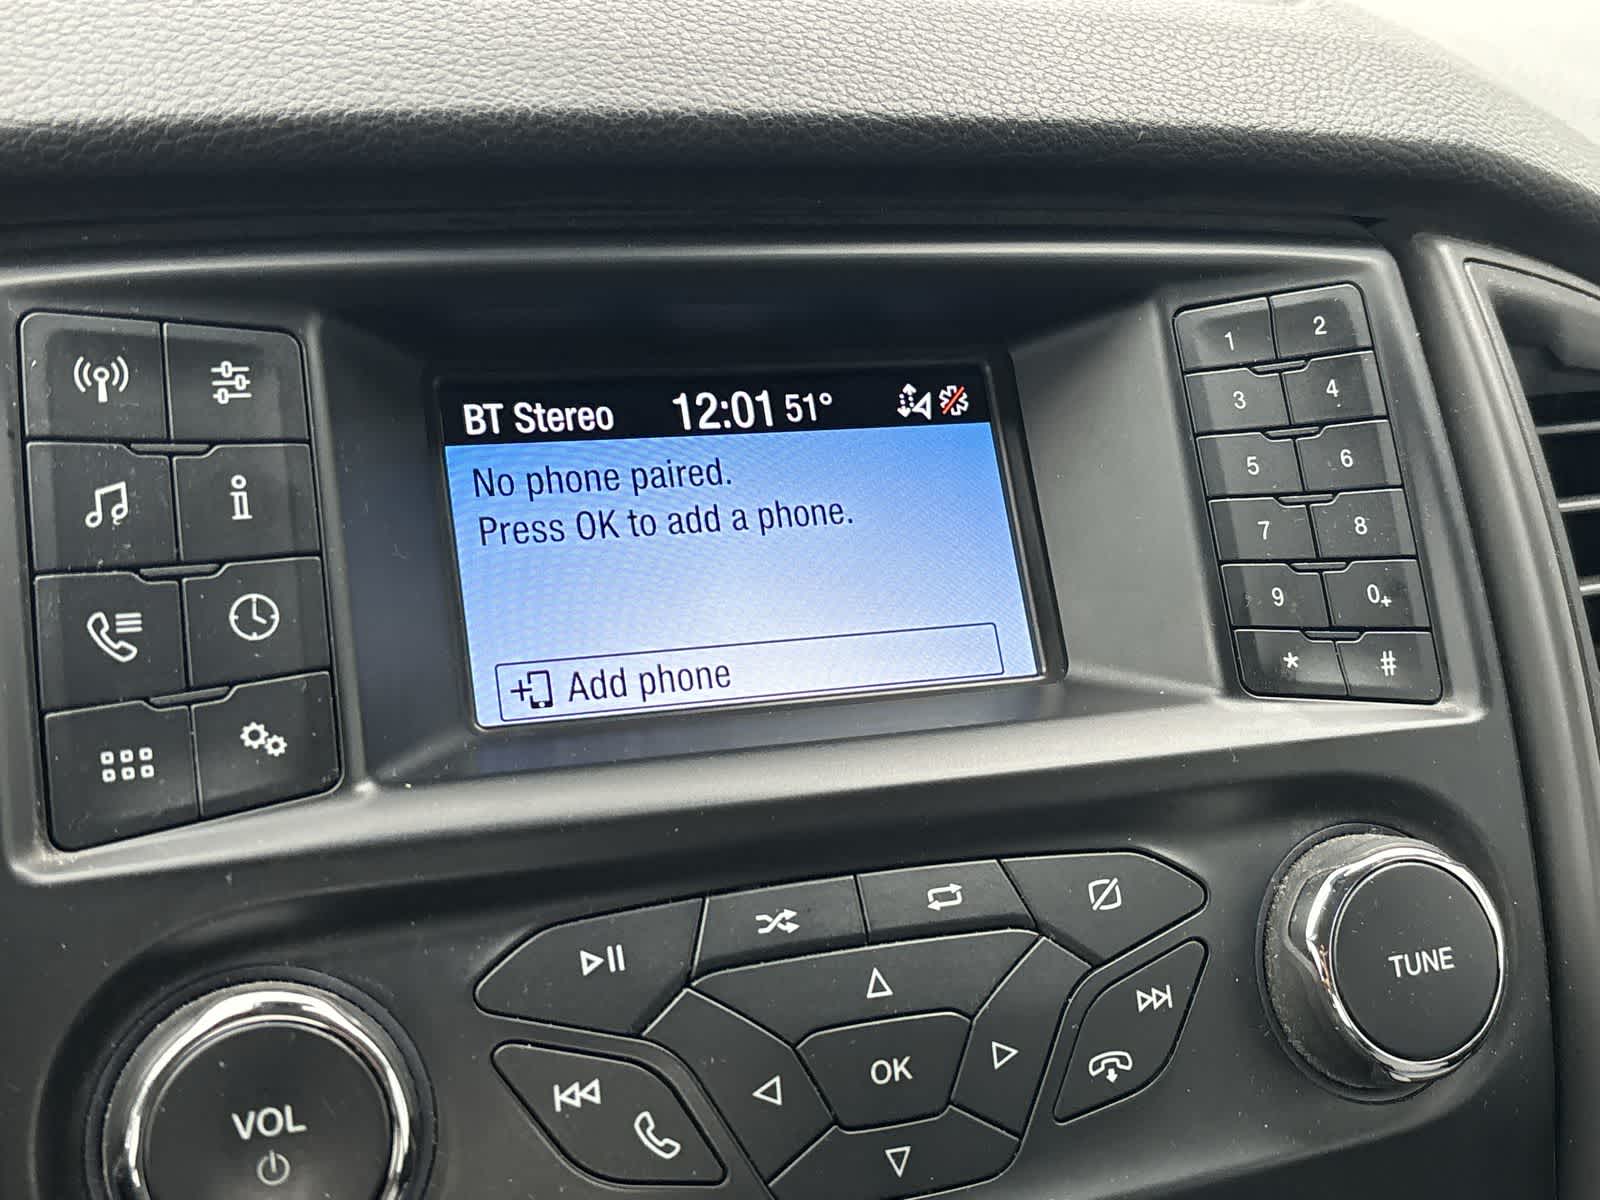 BT Stereo 12:01 51°
No phone paired.
Press OK to add a phone.
Add phone
1 2
3 4
5 6
7 8
9 0+
* #
VOL
OK
TUNE